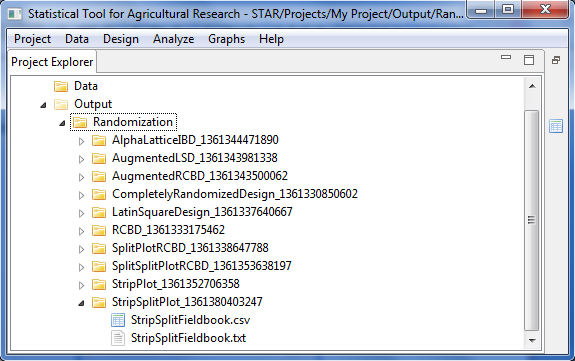 Statistical Tool for Agricultural Research - STAR/Projects/My Project/Output/Ran...
Project Data Design Analyze Graphs Help
Project Explorer
Data
Output
Randomization
AlphaLatticeIBD_1361344471890
AugmentedLSD_1361343981338
AugmentedRCBD_1361343500062
CompletelyRandomizedDesign_1361330850602
LatinSquareDesign_1361337640667
RCBD_1361333175462
SplitPlotRCBD_1361338647788
SplitSplitPlotRCBD_1361353638197
StripPlot_1361352706358
StripSplitPlot_1361380403247
StripSplitFieldbook.csv
StripSplitFieldbook.txt